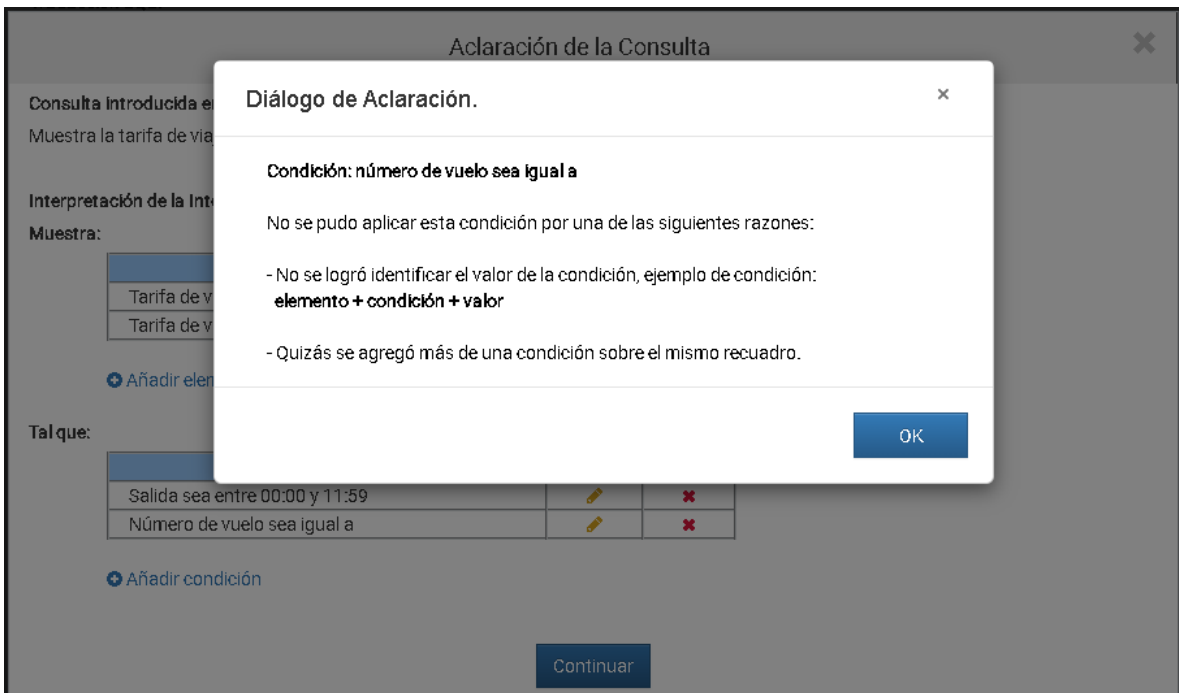 Aclaración de la Consulta
Diálogo de Aclaración.
Consulta introducida
Muestra la tarifa de
Condición: número de vuelo sea igual a
Interpretación de la
No se pudo aplicar esta condición por una de las siguientes razones:
Muestra:
- No se logró identificar el valor de la condición, ejemplo de condición:
elemento + condición + valor
Tarifa de
Tarifa de
- Quizás se agregó más de una condición sobre el mismo recuadro.
Añadir
Tal que:
OK
Salida sea entre 00:00 y 11:59
Número de vuelo sea igual a
Añadir condición
Continuar